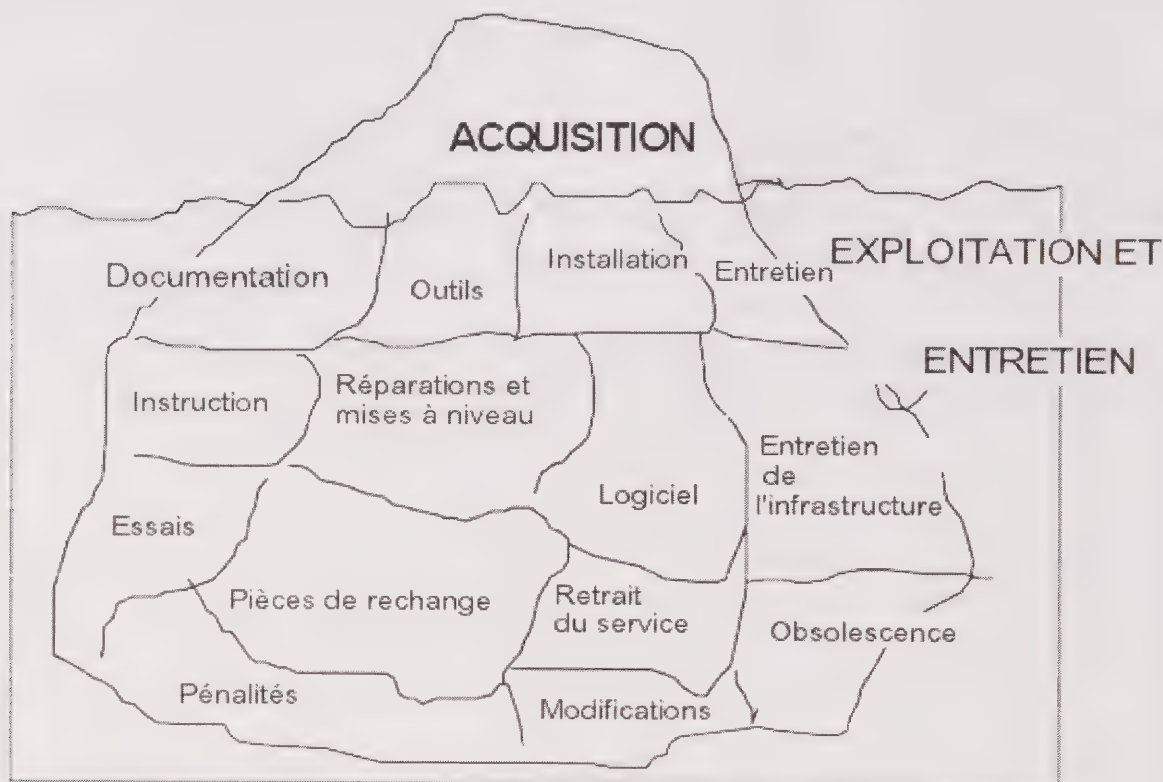 ACQUISITION
EXPLOITATION ET
ENTRETIEN
Documentation
Outils
Installation
Entretien
Instruction
Réparations et
mises à niveau
Logiciel
Entretien
de
l'infrastructure
Essais
Pièces de rechange
Retrait
du service
Obsolescence
Pénalités
Modifications